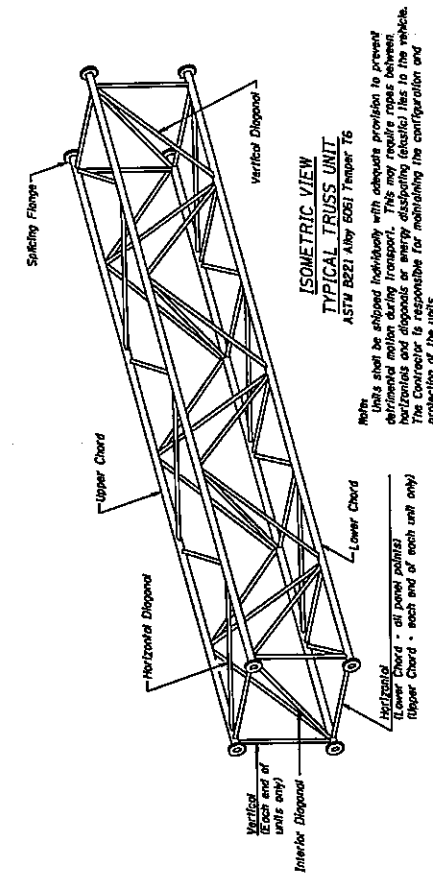 Splicing Flange
Upper Chord
Horizontal Diagonal
Vertical
(Each end of
units only)
Interior Diagonal
Vertical Diagonal
Lower Chord
Horizontal
(Lower Chord - all panel points)
(Upper Chord - each end of each unit only)
ISOMETRIC VIEW
TYPICAL TRUSS UNIT
ASTM B221 Alloy 6061 Temper T6
Note:
Units shall be shipped individually with adequate provision to prevent
detrimental motion during transport. This may require ropes between
horizontals and diagonals or energy dissipating (elastic) ties to the vehicle.
The Contractor is responsible for maintaining the configuration and
protection of the units.